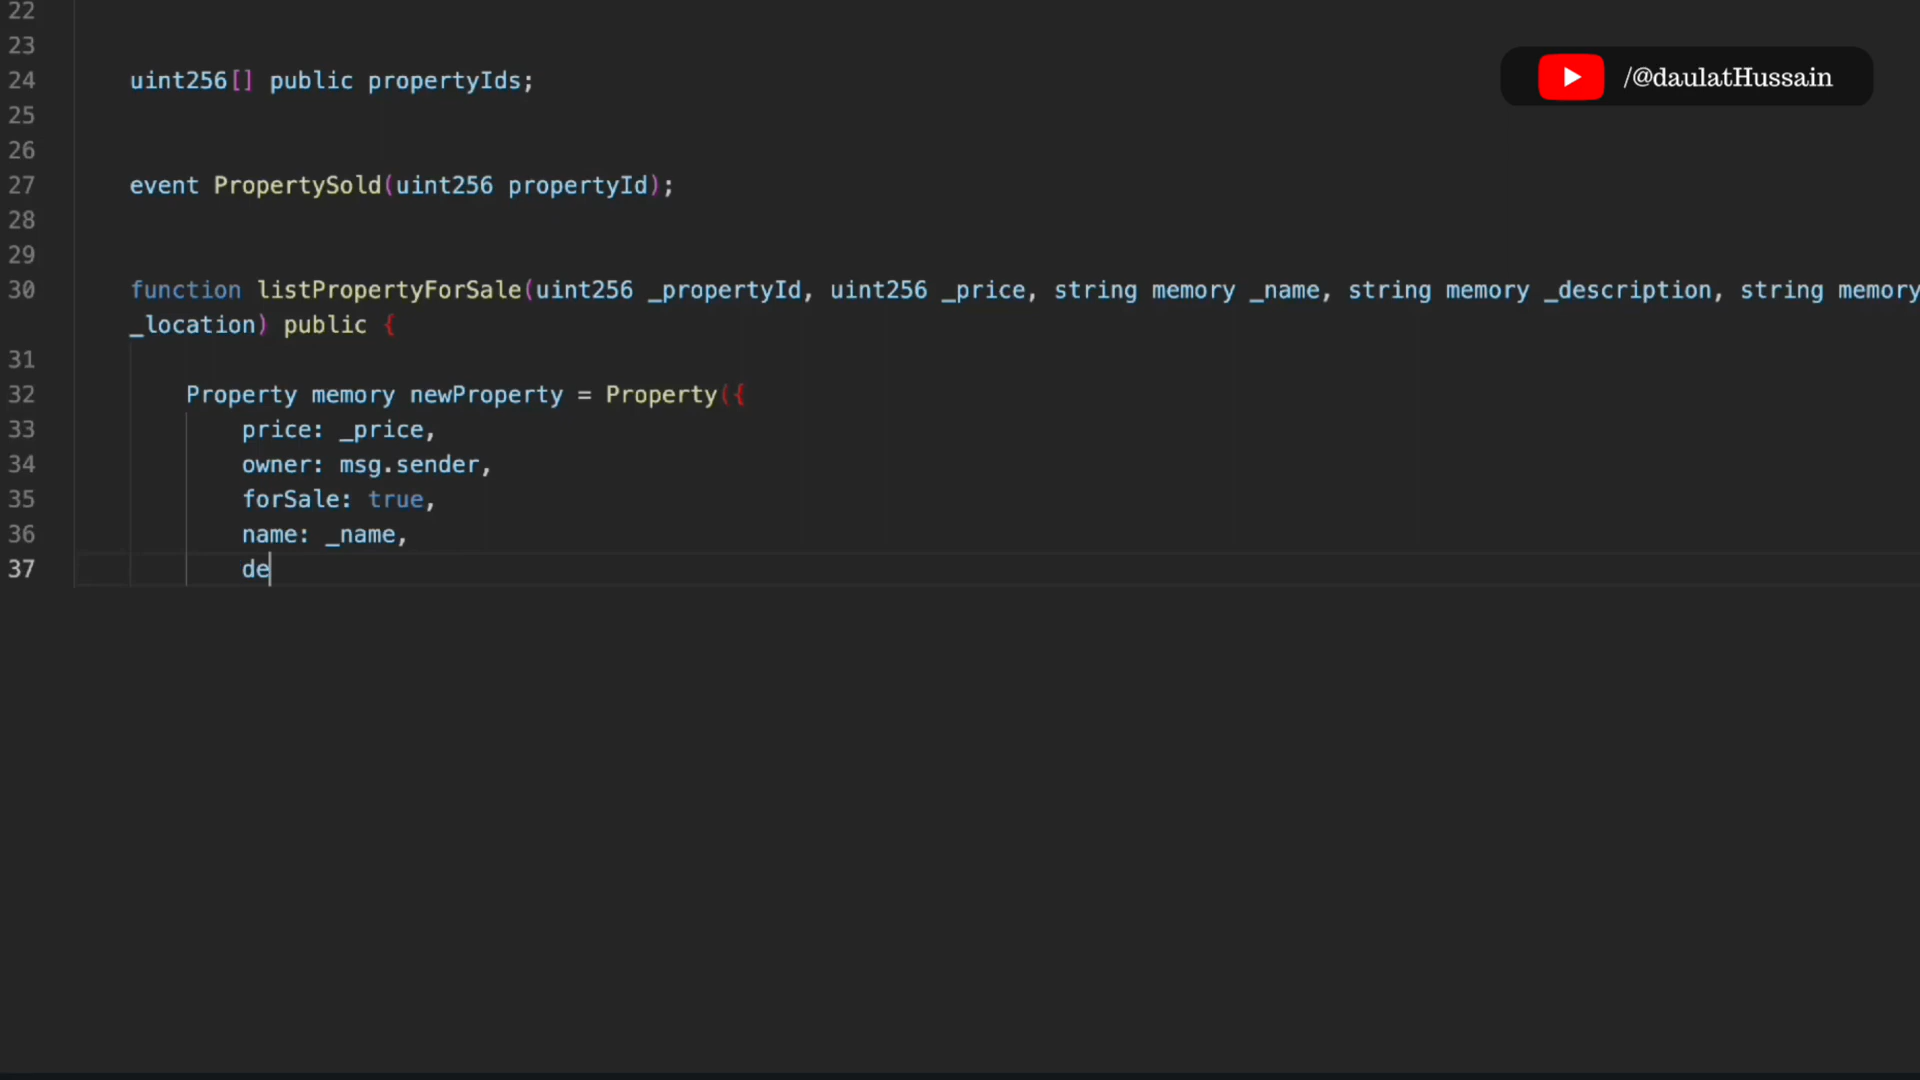 22
23
/@daulatHussain
24 uint256[] public propertyIds;
25
26
27 event PropertySold(uint256 propertyId);
28
29
30 function listPropertyForSale(uint256 _propertyId, uint256 _price, string memory _name, string memory _description, string memory
_location) public {
31
32 Property memory newProperty = Property({
33 price: _price,
34 owner: msg.sender,
35 forSale: true,
36 name: _name,
37 de